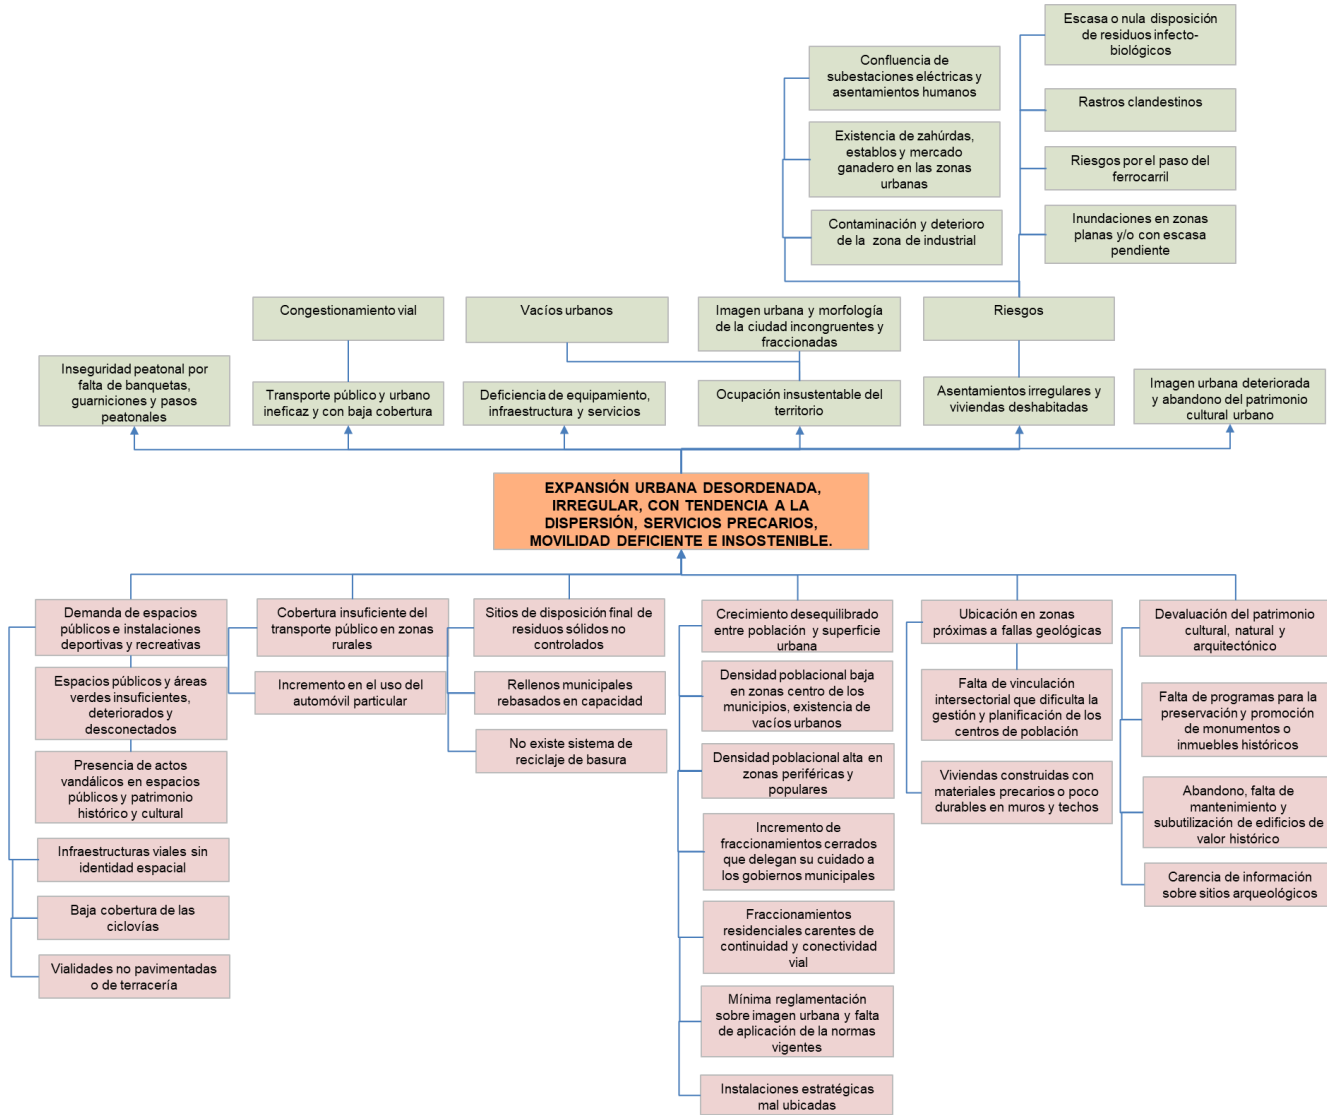 Escasa o nula disposición
de residuos infecto-
biológicos
Confluencia de
subestaciones eléctricas y
asentamientos humanos
Rastros clandestinos
Existencia de zahúrdas,
establos y mercado
ganadero en las zonas
urbanas
Riesgos por el paso del
ferrocarril
Contaminación y deterioro
de la zona de industrial
Inundaciones en zonas
planas y/o con escasa
pendiente
Congestionamiento vial
Vacíos urbanos
Imagen urbana y morfología
de la ciudad incongruentes y
fraccionadas
Riesgos
Inseguridad peatonal por
falta de banquetas,
guarniciones y pasos
peatonales
Transporte público y urbano
ineficaz y con baja cobertura
Deficiencia de equipamiento,
infraestructura y servicios
Ocupación insustentable del
territorio
Asentamientos irregulares y
viviendas deshabitadas
Imagen urbana deteriorada
y abandono del patrimonio
cultural urbano
EXPANSIÓN URBANA DESORDENADA,
IRREGULAR, CON TENDENCIA A LA
DISPERSIÓN, SERVICIOS PRECARIOS,
MOVILIDAD DEFICIENTE E INSOSTENIBLE.
Demanda de espacios
públicos e instalaciones
deportivas y recreativas
Espacios públicos y áreas
verdes insuficientes,
deteriorados y
desconectados
Presencia de actos
vandálicos en espacios
públicos y patrimonio
histórico y cultural
Infraestructuras viales sin
identidad espacial
Baja cobertura de las
ciclovías
Vialidades no pavimentadas
o de terracería
Cobertura insuficiente del
transporte público en zonas
rurales
Incremento en el uso del
automóvil particular
Sitios de disposición final de
residuos sólidos no
controlados
Rellenos municipales
rebasados en capacidad
No existe sistema de
reciclaje de basura
Crecimiento desequilibrado
entre población y superficie
urbana
Densidad poblacional baja
en zonas centro de los
municipios, existencia de
vacíos urbanos
Densidad poblacional alta en
zonas periféricas y
populares
Incremento de
fraccionamientos cerrados
que delegan su cuidado a
los gobiernos municipales
Fraccionamientos
residenciales carentes de
continuidad y conectividad
vial
Mínima reglamentación
sobre imagen urbana y falta
de aplicación de la normas
vigentes
Instalaciones estratégicas
mal ubicadas
Ubicación en zonas
próximas a fallas geológicas
Falta de vinculación
intersectorial que dificulta la
gestión y planificación de los
centros de población
Viviendas construidas con
materiales precarios o poco
durables en muros y techos
Devaluación del patrimonio
cultural, natural y
arquitectónico
Falta de programas para la
preservación y promoción
de monumentos o
inmuebles históricos
Abandono, falta de
mantenimiento y
subutilización de edificios de
valor histórico
Carencia de información
sobre sitios arqueológicos